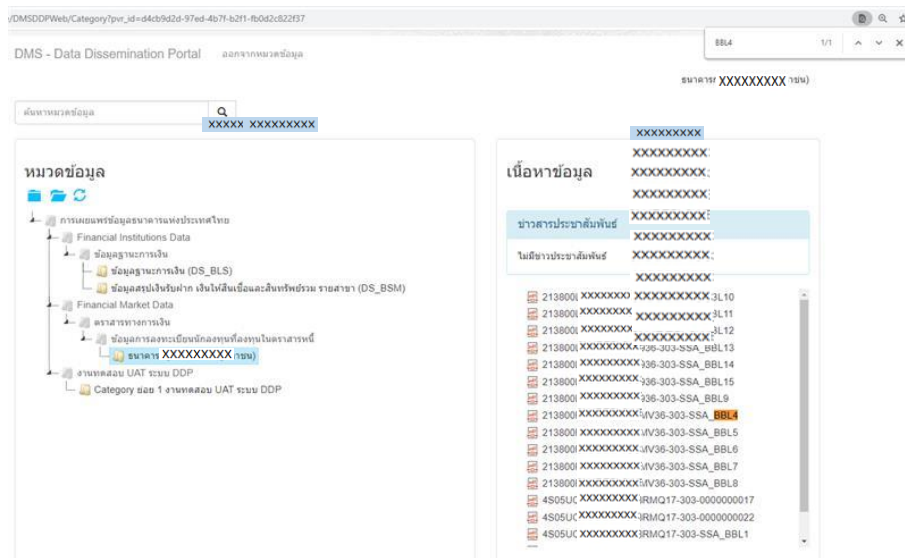 /DMSDDPWeb/Category?pvr_id=d4cb9d2d-97ed-4b7f-b2f1-fb0d2c822f37
BBL4 1/1
DMS - Data Dissemination Portal ออกจากหมวดข้อมูล
ธนาคาร XXXXXXXXX าชน)
ค้นหาหมวดข้อมูล
XXXXX XXXXXXXXX
หมวดข้อมูล
การเผยแพร่ข้อมูลธนาคารแห่งประเทศไทย
Financial Institutions Data
ข้อมูลฐานะการเงิน
ข้อมูลฐานะการเงิน (DS_BLS)
ข้อมูลสรุปเงินรับฝาก เงินให้สินเชื่อและสินทรัพย์รวม รายสาขา (DS_BSM)
Financial Market Data
ตราสารทางการเงิน
ข้อมูลการลงทะเบียนนักลงทุนที่ลงทุนในตราสารหนี้
ธนาคาร XXXXXXXXX าชน)
งานทดสอบ UAT ระบบ DDP
Category ย่อย 1 งานทดสอบ UAT ระบบ DDP
XXXXXXXXX
XXXXXXXXX
เนื้อหาข้อมูล XXXXXXXXX
XXXXXXXXX
ข่าวสารประชาสัมพันธ์ XXXXXXXXX
XXXXXXXXX
ไม่มีข่าวประชาสัมพันธ์ XXXXXXXXX
XXXXXXXXX
213800 XXXXXXXX XXXXXXXXX 3L10
213800 XXXXXXXX XXXXXXXXX 3L11
213800 XXXXXXXX XXXXXXXXX 3L12
213800 XXXXXXXXX 936-303-SSA_BBL13
213800 XXXXXXXXX 936-303-SSA_BBL14
213800 XXXXXXXXX 936-303-SSA_BBL15
213800 XXXXXXXXX 936-303-SSA_BBL9
213800 XXXXXXXXX MV36-303-SSA_BBL4
213800 XXXXXXXXX MV36-303-SSA_BBL5
213800 XXXXXXXXX MV36-303-SSA_BBL6
213800 XXXXXXXXX MV36-303-SSA_BBL7
213800 XXXXXXXXX MV36-303-SSA_BBL8
4S05U XXXXXXXXX RMQ17-303-0000000017
4S05U XXXXXXXXX RMQ17-303-0000000022
4S05U XXXXXXXXX RMQ17-303-SSA_BBL1